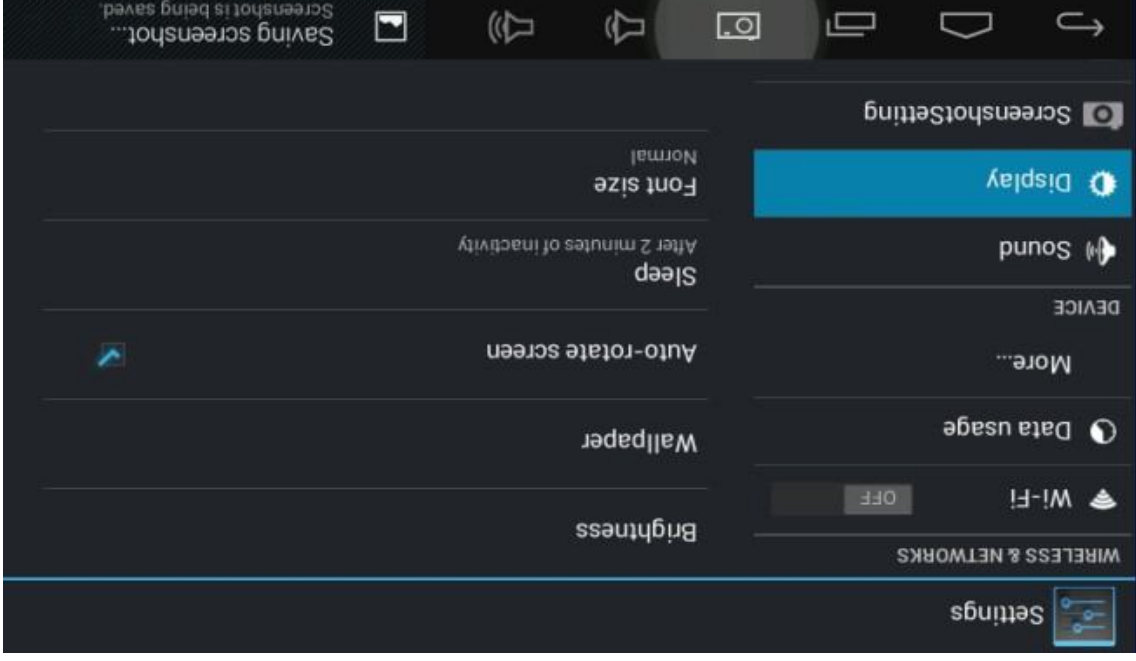 Settings
WIRELESS & NETWORKS
Wi-Fi
OFF
Data usage
More...
DEVICE
Sound
Display
ScreenshotSetting
Brightness
Wallpaper
Auto-rotate screen
Sleep
After 2 minutes of inactivity
Font size
Normal
Saving screenshot...
Screenshot is being saved.